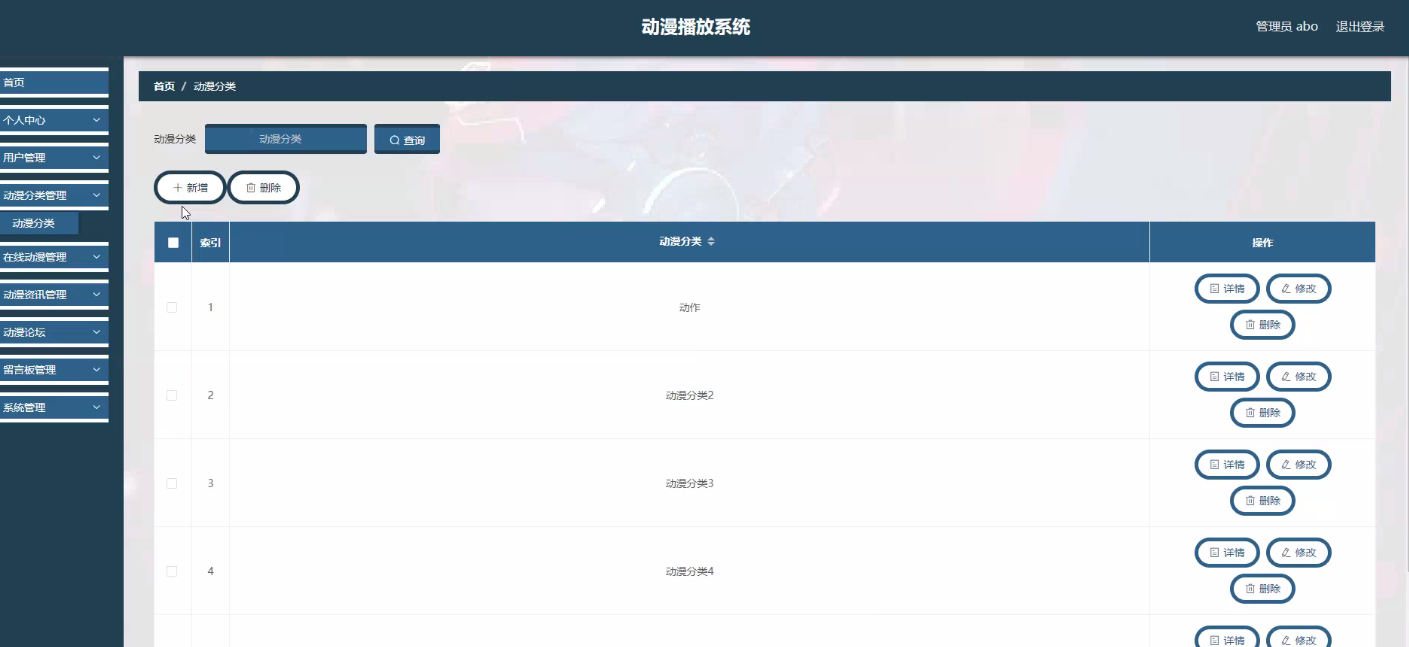 动漫播放系统
管理员 abo 退出登录
首页
个人中心
用户管理
动漫分类管理
动漫分类
在线动漫管理
动漫资讯管理
动漫论坛
留言板管理
系统管理
首页 / 动漫分类
动漫分类 动漫分类 查询
新增 删除
索引 动漫分类 操作
1 动作 详情 修改
删除
2 动漫分类2 详情 修改
删除
3 动漫分类3 详情 修改
删除
4 动漫分类4 详情 修改
删除
详情 修改